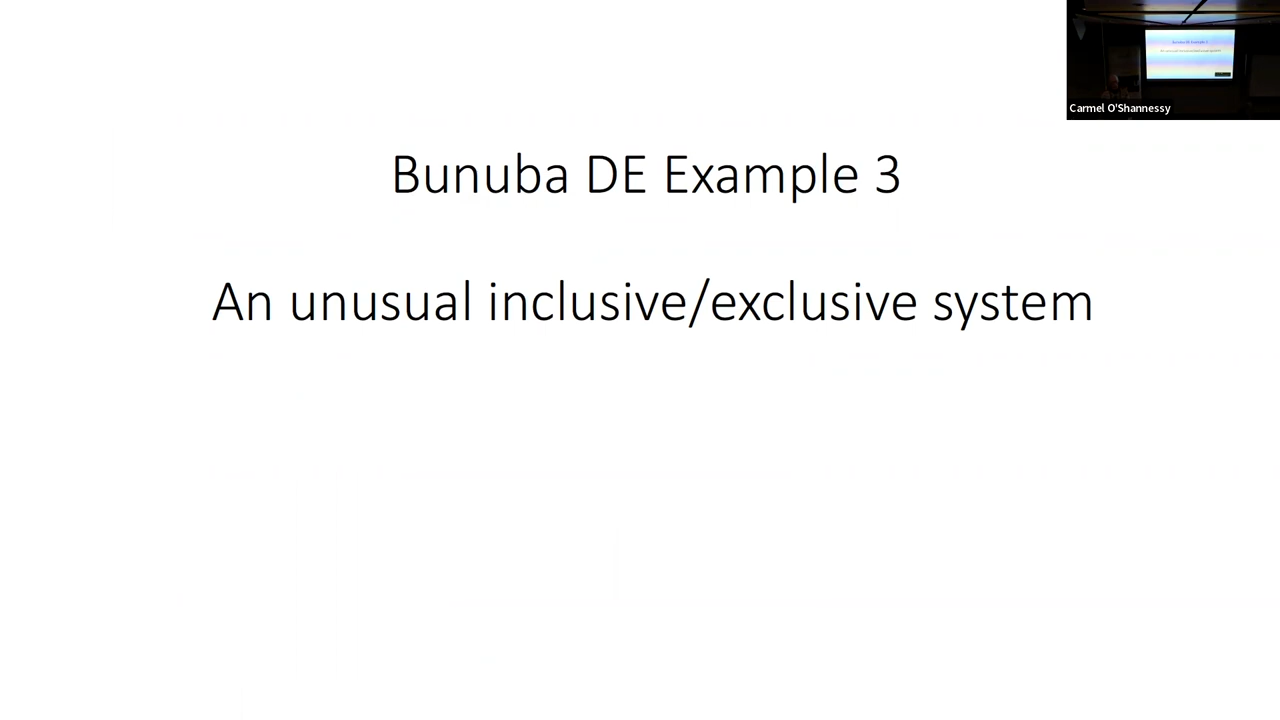 Carmel O'Shannessy
Bunuba DE Example 3
An unusual inclusive/exclusive system